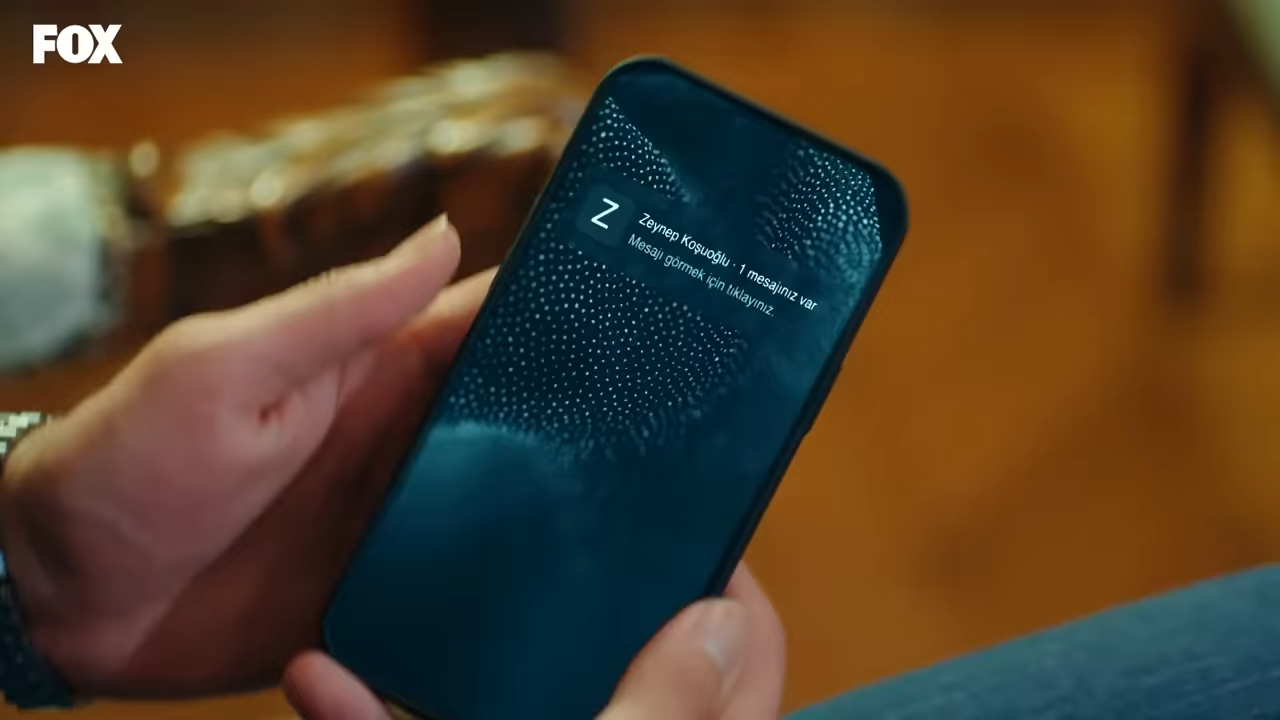 FOX
Z
Zeynep Koşuoğlu · 1 mesajınız var
Mesajı görmek için tıklayınız.